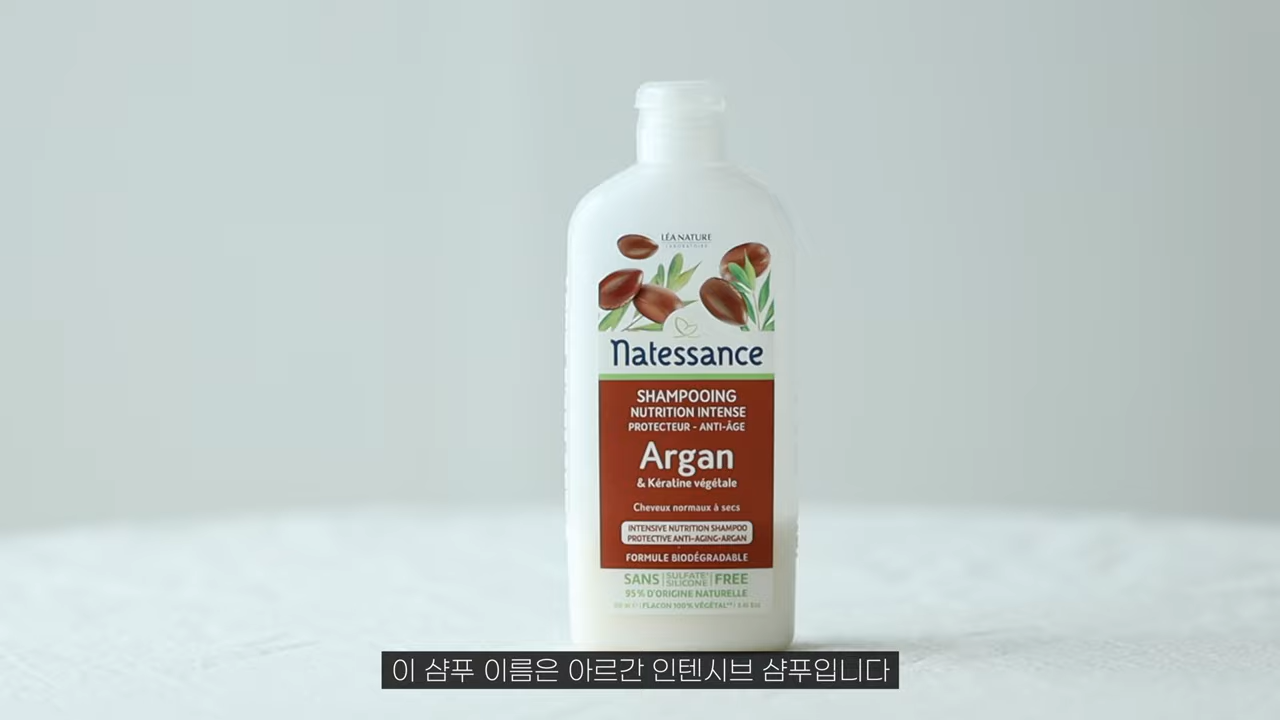 LÉA NATURE
LABORATOIRE
Natessance
SHAMPOOING
NUTRITION INTENSE
PROTECTEUR - ANTI-ÂGE
Argan
& Kératine végétale
Cheveux normaux à secs
INTENSIVE NUTRITION SHAMPOO
PROTECTIVE ANTI-AGING-ARGAN
FORMULE BIODÉGRADABLE
SANS SULFATE* SILICONE FREE
95% D'ORIGINE NATURELLE
FLACON 100% VÉGÉTAL**
이 샴푸 이름은 아르간 인텐시브 샴푸입니다